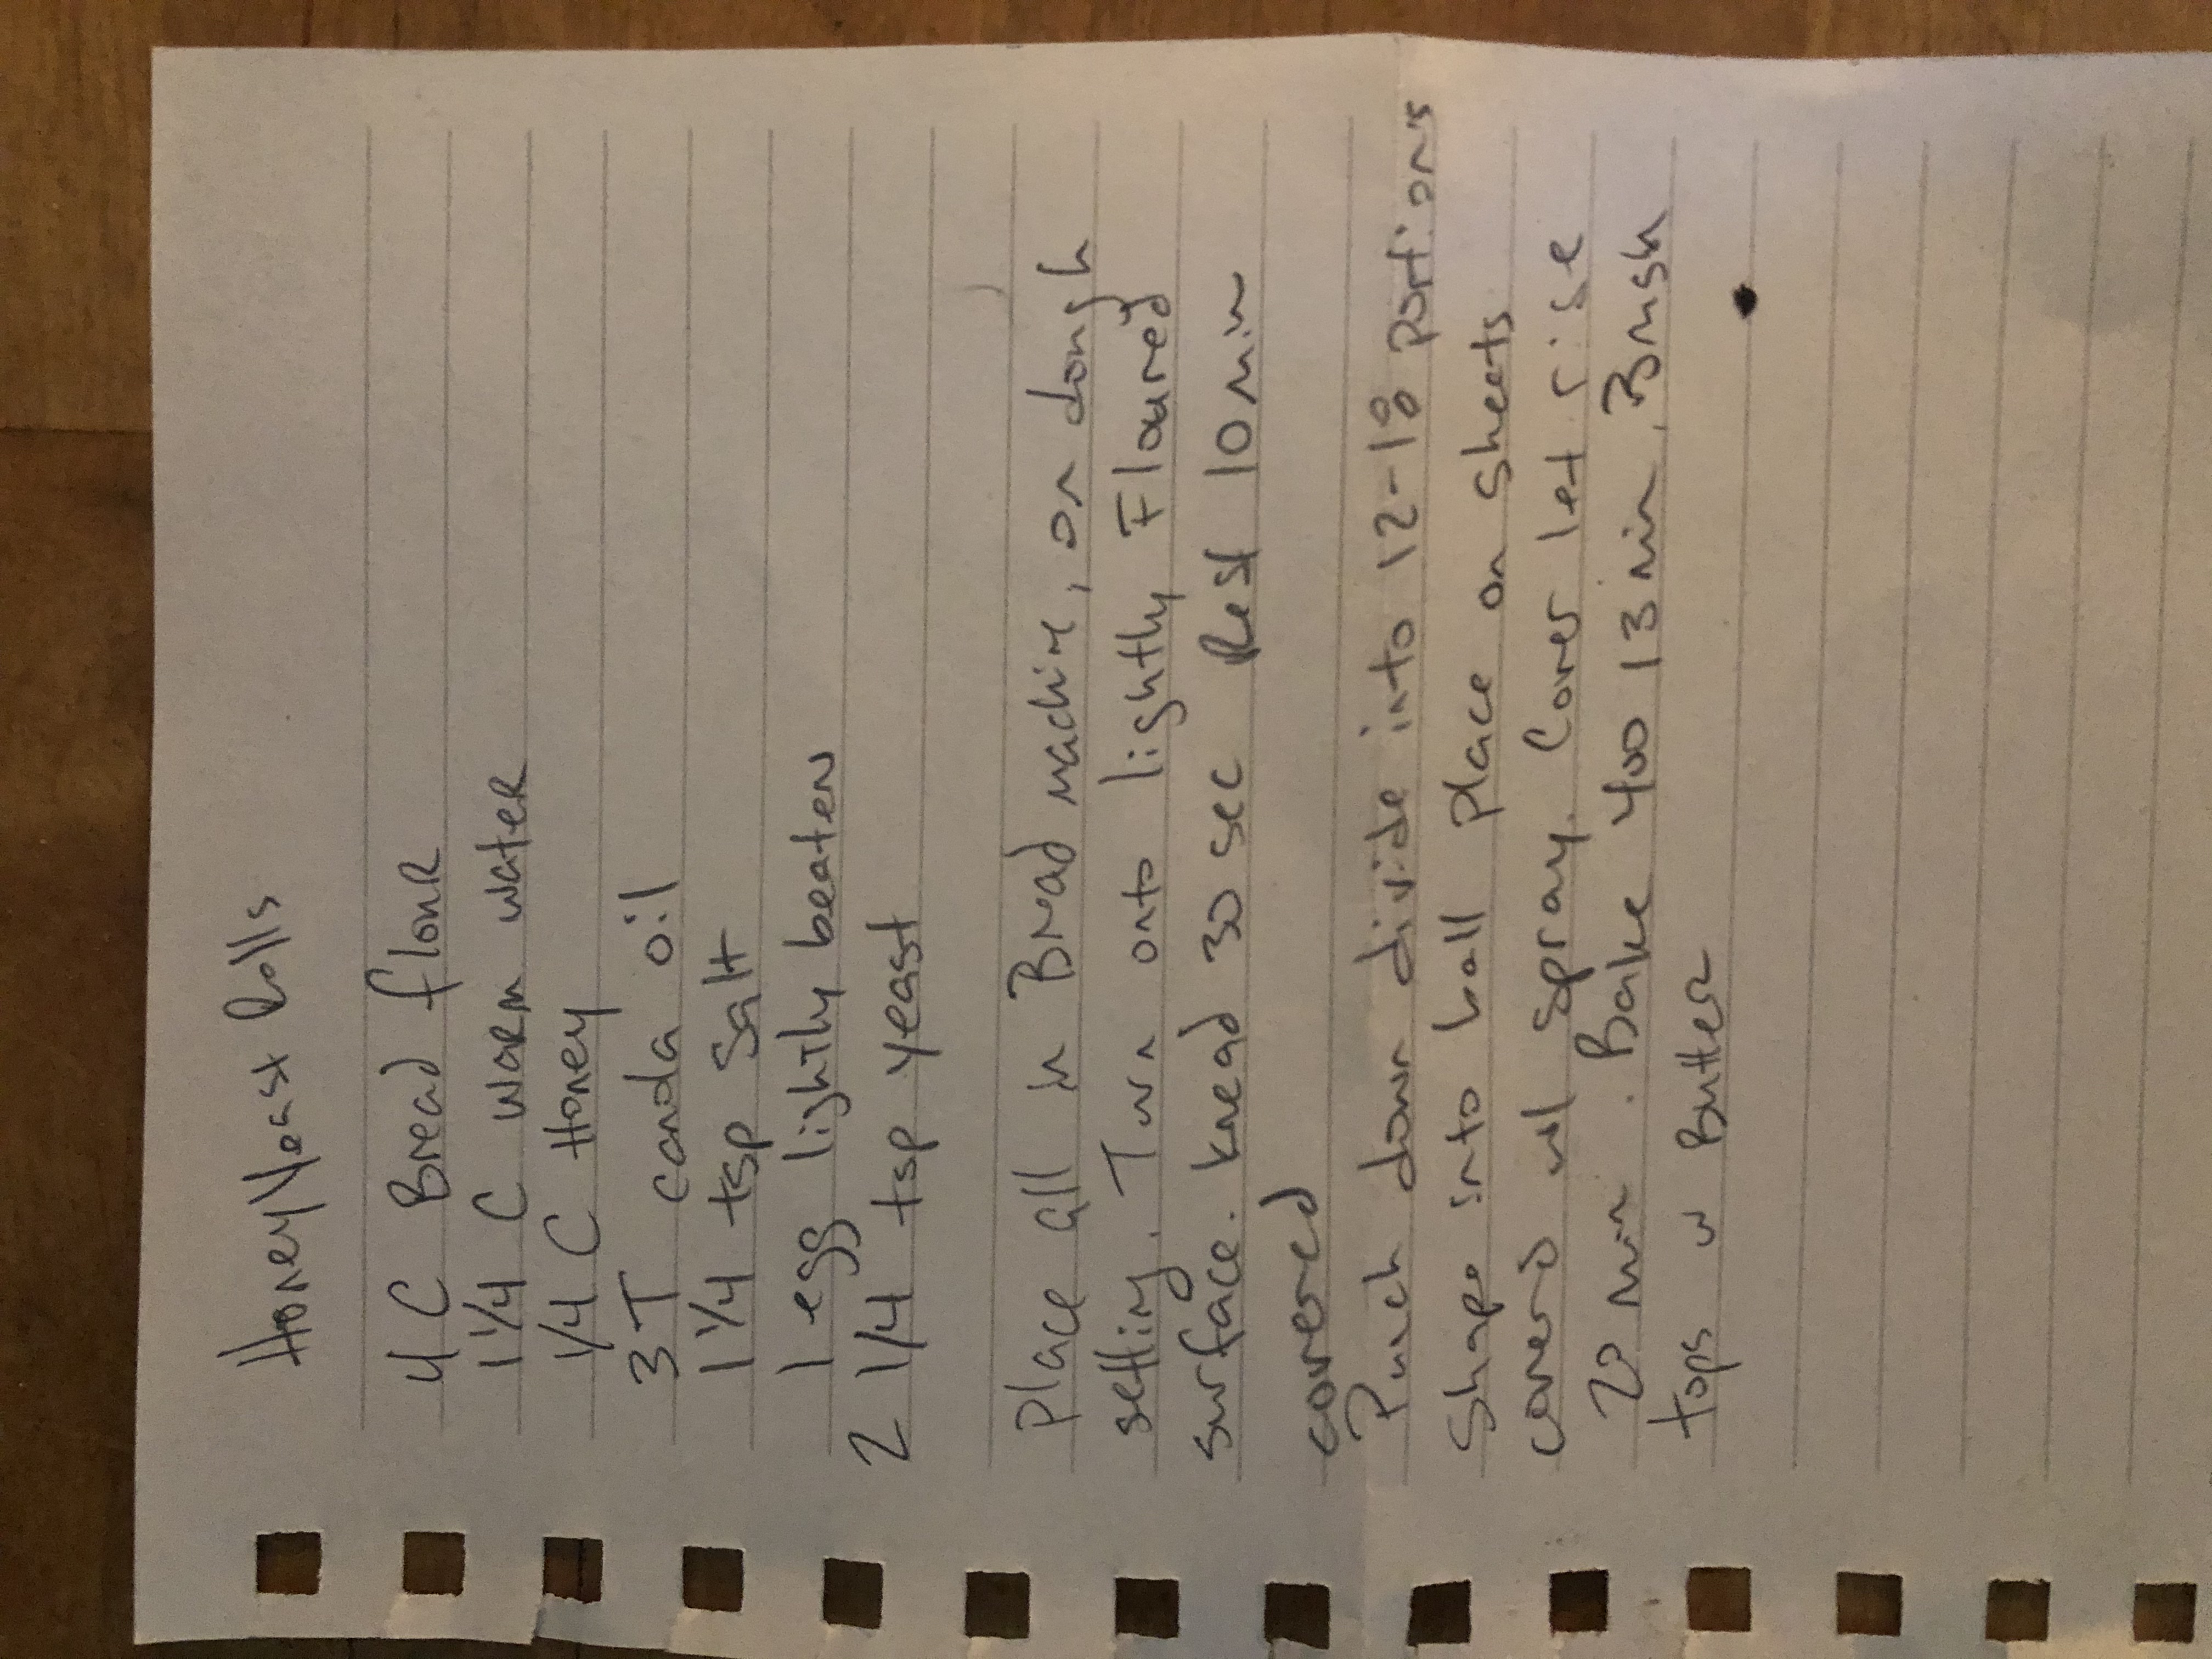 Honey Yeast Rolls
4 C Bread flour
1 1/4 C warm water
1/4 C Honey
3 T canola oil
1 1/4 tsp Salt
1 egg lightly beaten
2 1/4 tsp yeast
Place all in Bread machine, on dough
setting. Turn onto lightly Floured
surface. knead 30 sec Rest 10 min
covered
Punch down divide into 12-18 portions
Shape into ball Place on sheets
coverd w/ spray. Cover let rise
20 min. Bake 400 13 min, Brush
tops w Butter